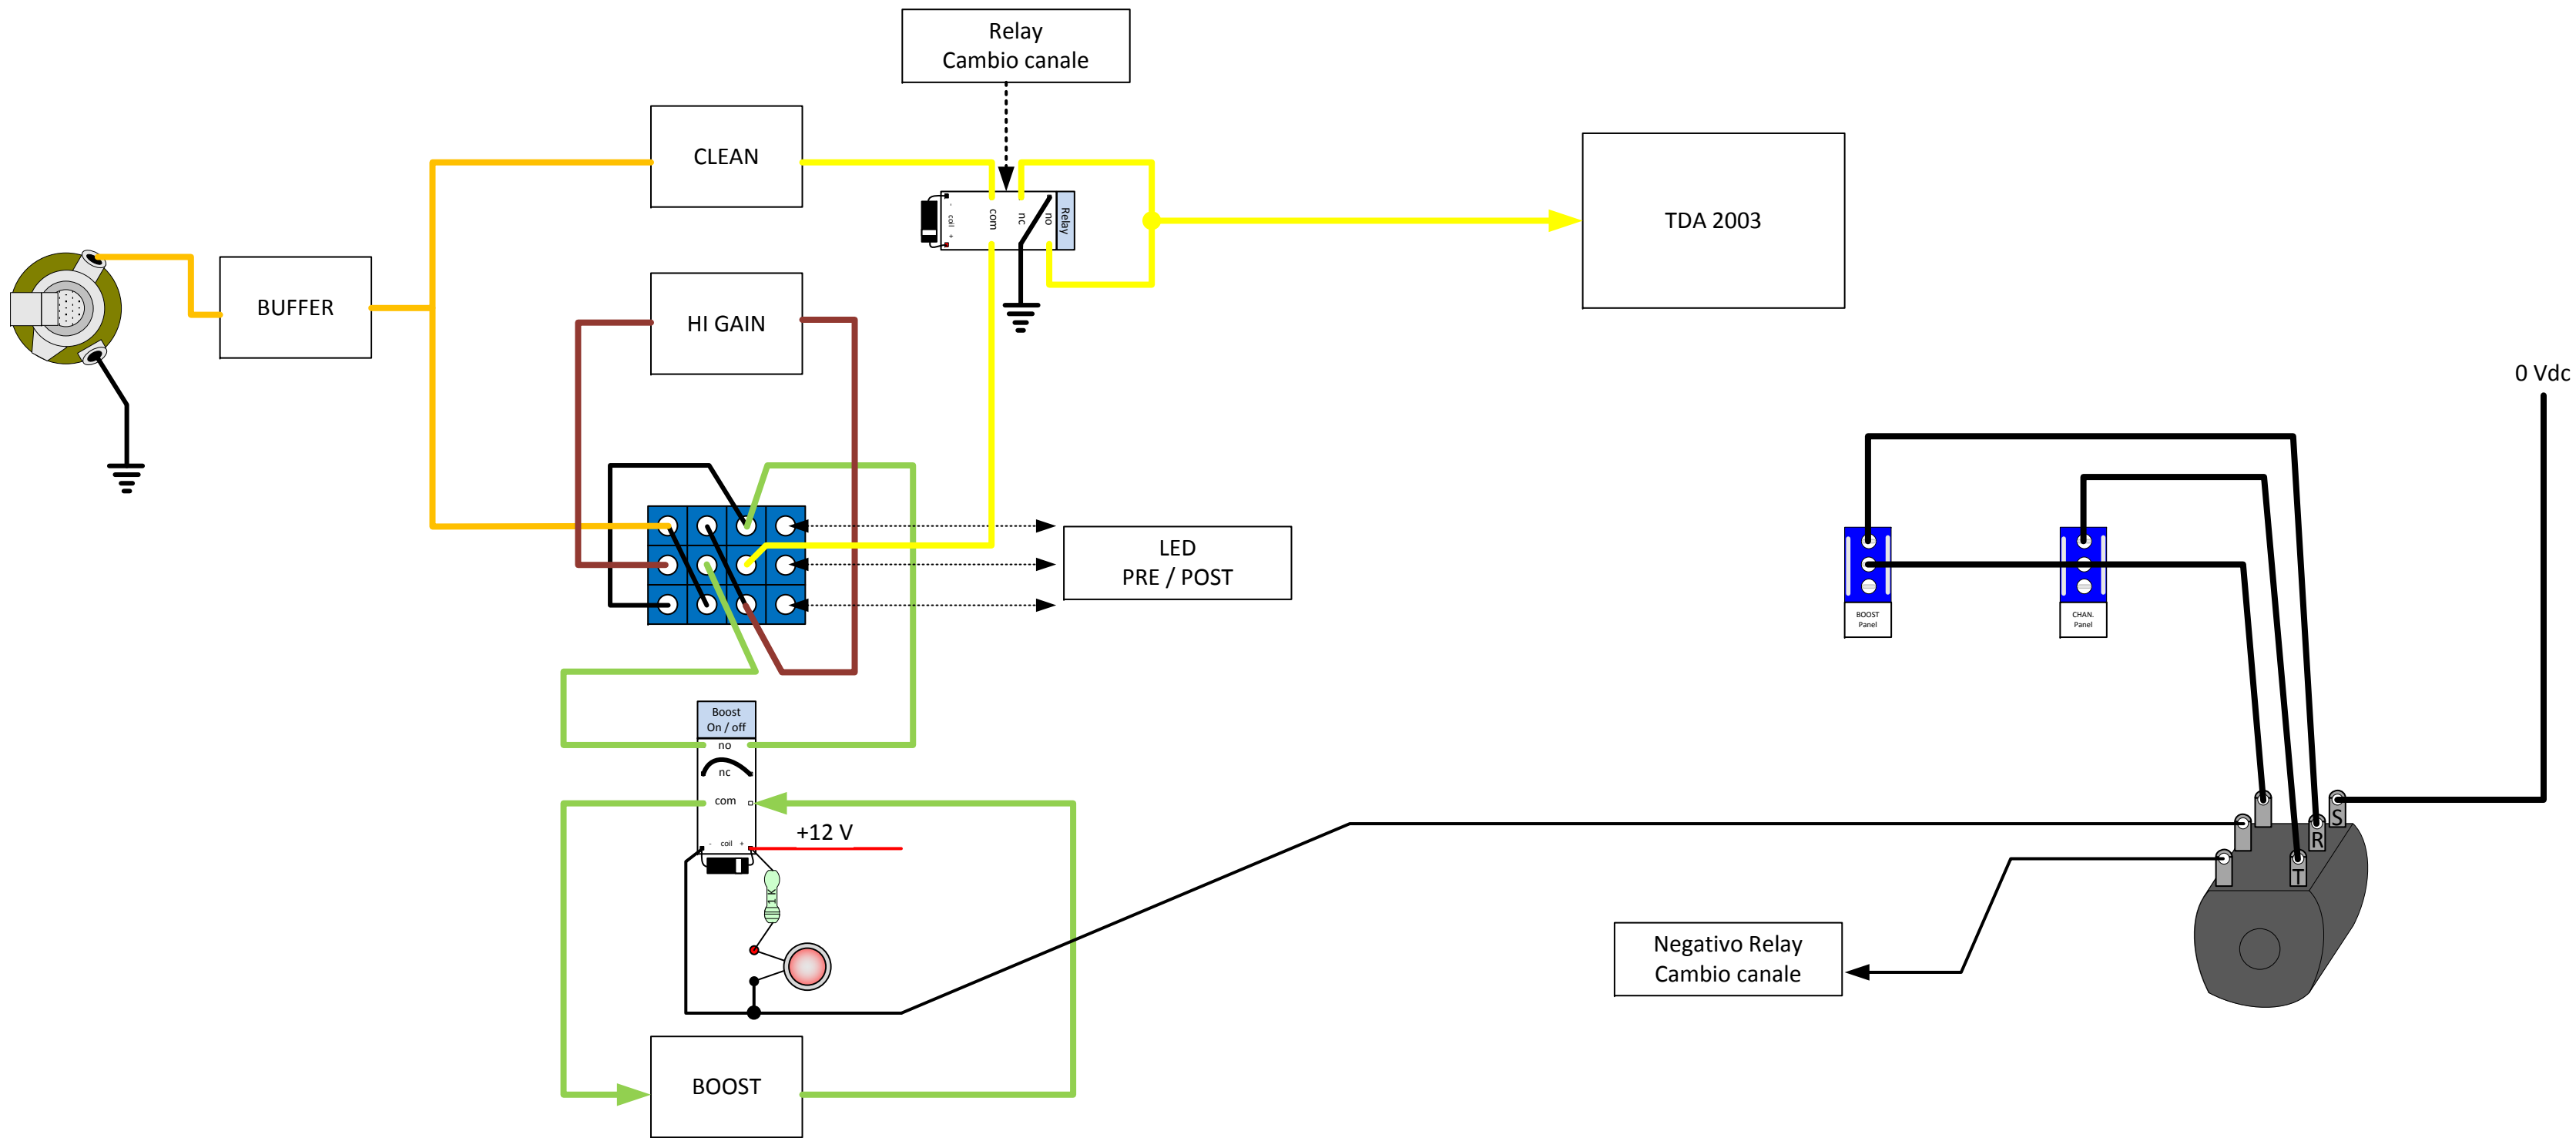 Relay
Cambio canale
CLEAN
- coil +
com
nc
no
Relay
TDA 2003
BUFFER
HI GAIN
0 Vdc
LED
PRE / POST
BOOST
Panel
CHAN.
Panel
Boost
On / off
no
nc
com
+12 V
- coil +
1 K
S
R
T
Negativo Relay
Cambio canale
BOOST